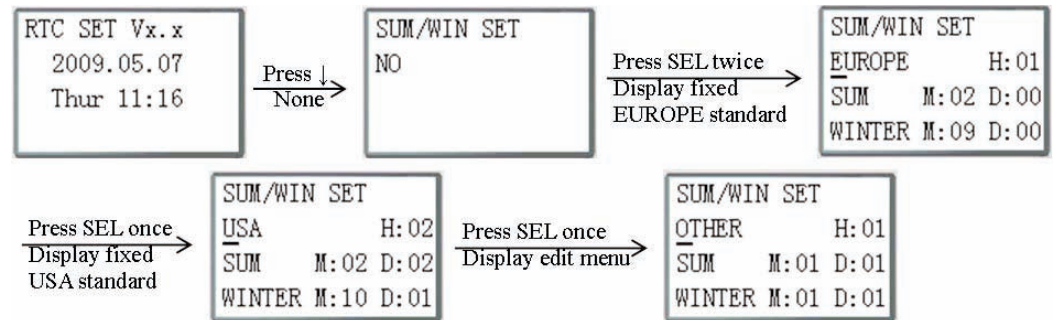 RTC SET Vx.x
2009.05.07
Thur 11:16
Press ↓
None
SUM/WIN SET
NO
Press SEL twice
Display fixed
EUROPE standard
SUM/WIN SET
EUROPE H:01
SUM M:02 D:00
WINTER M:09 D:00
Press SEL once
Display fixed
USA standard
SUM/WIN SET
USA H:02
SUM M:02 D:02
WINTER M:10 D:01
Press SEL once
Display edit menu
SUM/WIN SET
OTHER H:01
SUM M:01 D:01
WINTER M:01 D:01